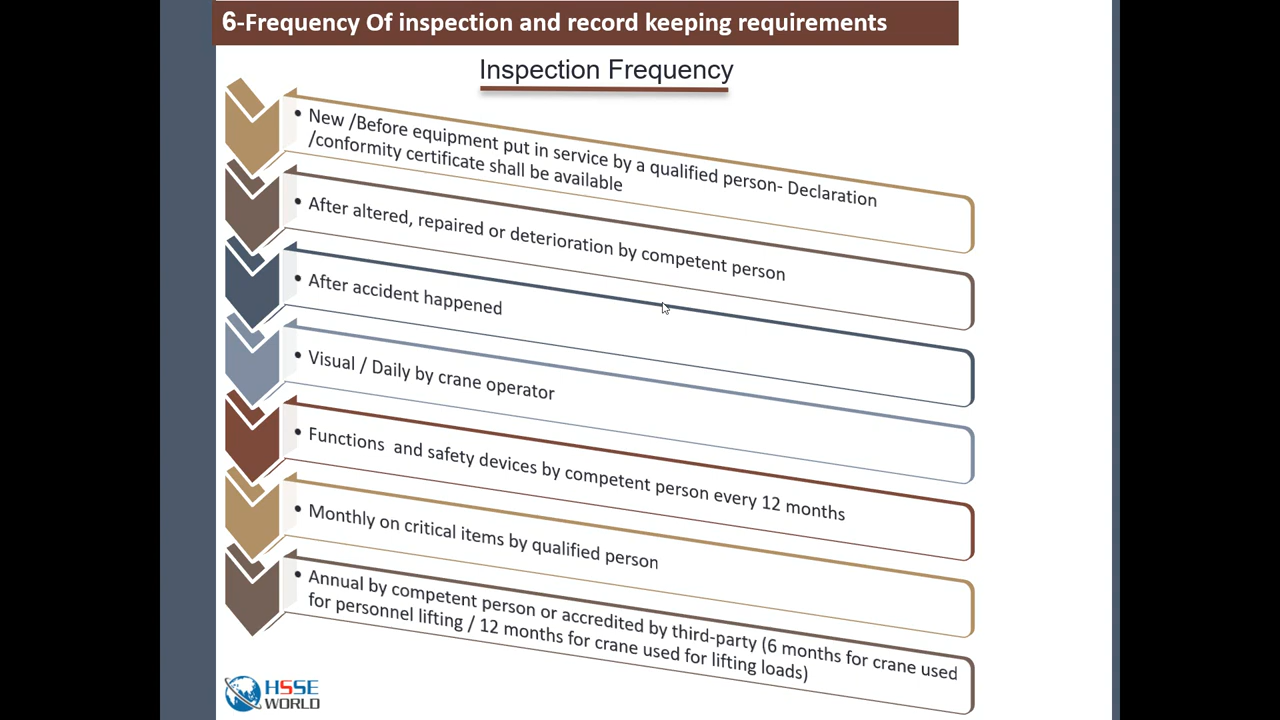 6-Frequency Of inspection and record keeping requirements
Inspection Frequency
• New /Before equipment put in service by a qualified person- Declaration
/conformity certificate shall be available
• After altered, repaired or deterioration by competent person
• After accident happened
• Visual / Daily by crane operator
• Functions  and safety devices by competent person every 12 months
• Monthly on critical items by qualified person
• Annual by competent person or accredited by third-party (6 months for crane used
for personnel lifting / 12 months for crane used for lifting loads)
HSSE
WORLD